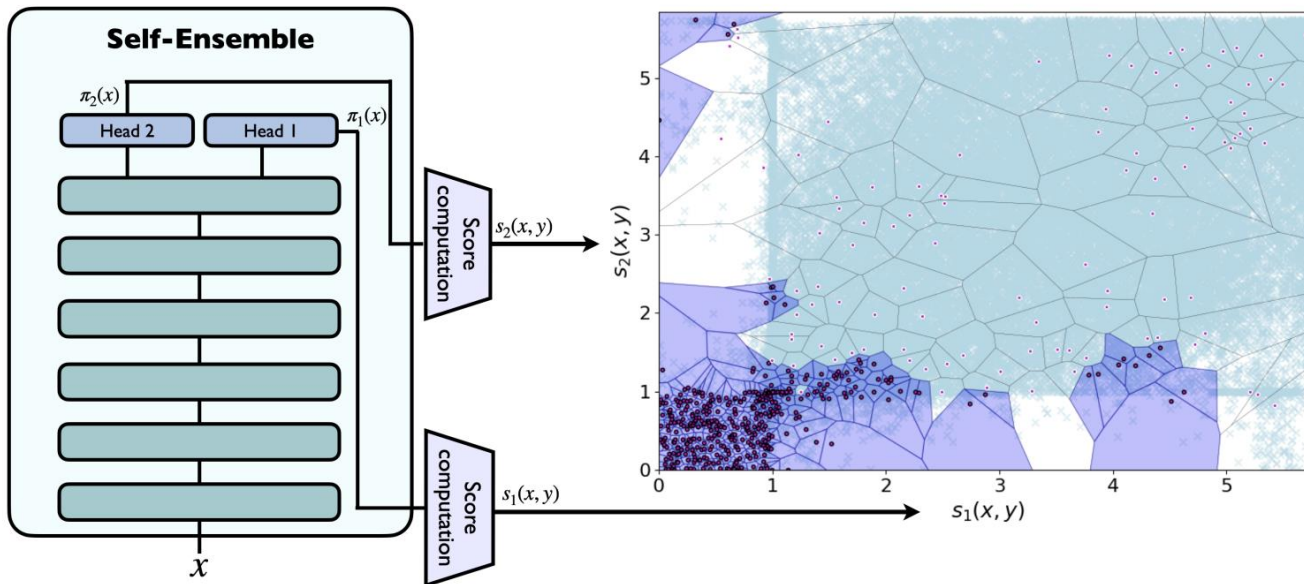 Self-Ensemble
π₂(x)
π₁(x)
Head 2
Head 1
Score
computation
s₂(x, y)
Score
computation
s₁(x, y)
x
s₂(x, y)
5
4
3
2
1
0
0
1
2
3
4
5
s₁(x, y)